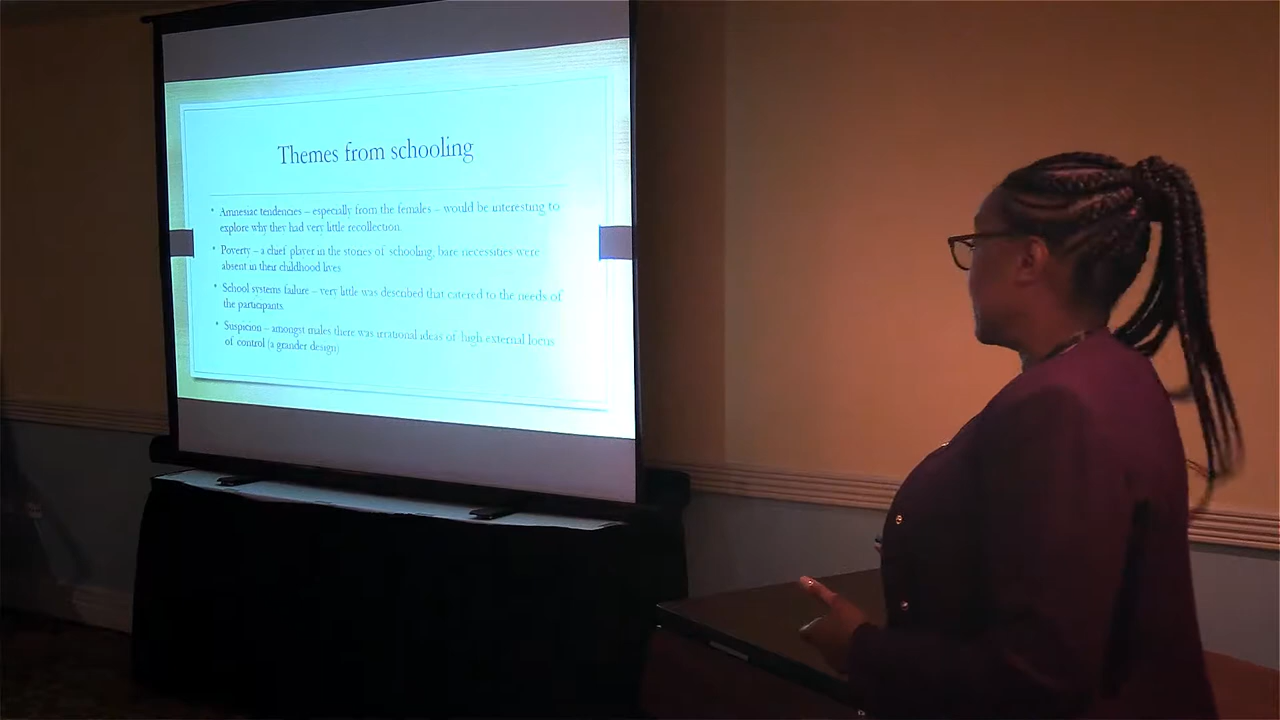 Themes from schooling
• Amnesiac tendencies – especially from the females – would be interesting to
explore why they had very little recollection.
• Poverty – a chief player in the stories of schooling, bare necessities were
absent in their childhood lives
• School systems failure – very little was described that catered to the needs of
the participants.
• Suspicion – amongst males there was irrational ideas of high external locus
of control (a grander design)